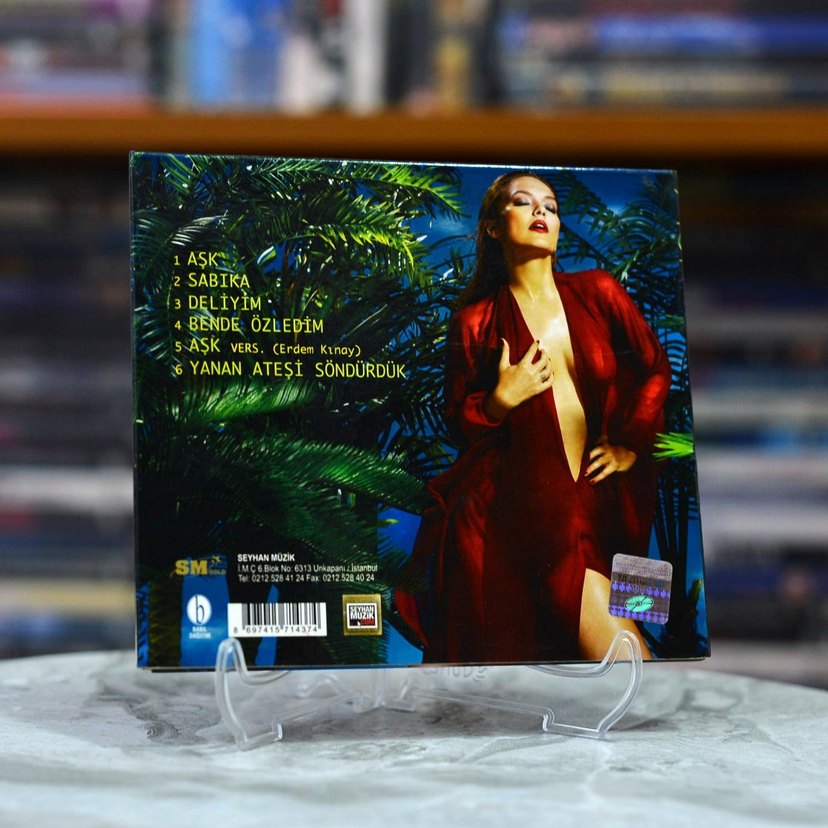 1 AŞK
2 SABIKA
3 DELİYİM
4 BENDE ÖZLEDİM
5 AŞK VERS. (Erdem Kınay)
6 YANAN ATEŞİ SÖNDÜRDÜK
SM GOLD
SEYHAN MÜZİK
İ.M.Ç 6.Blok No: 6313 Unkapanı / İstanbul
Tel: 0212 528 41 24 Fax: 0212 528 40 24
b
8 697415 714374
SEYHAN
MÜZİK